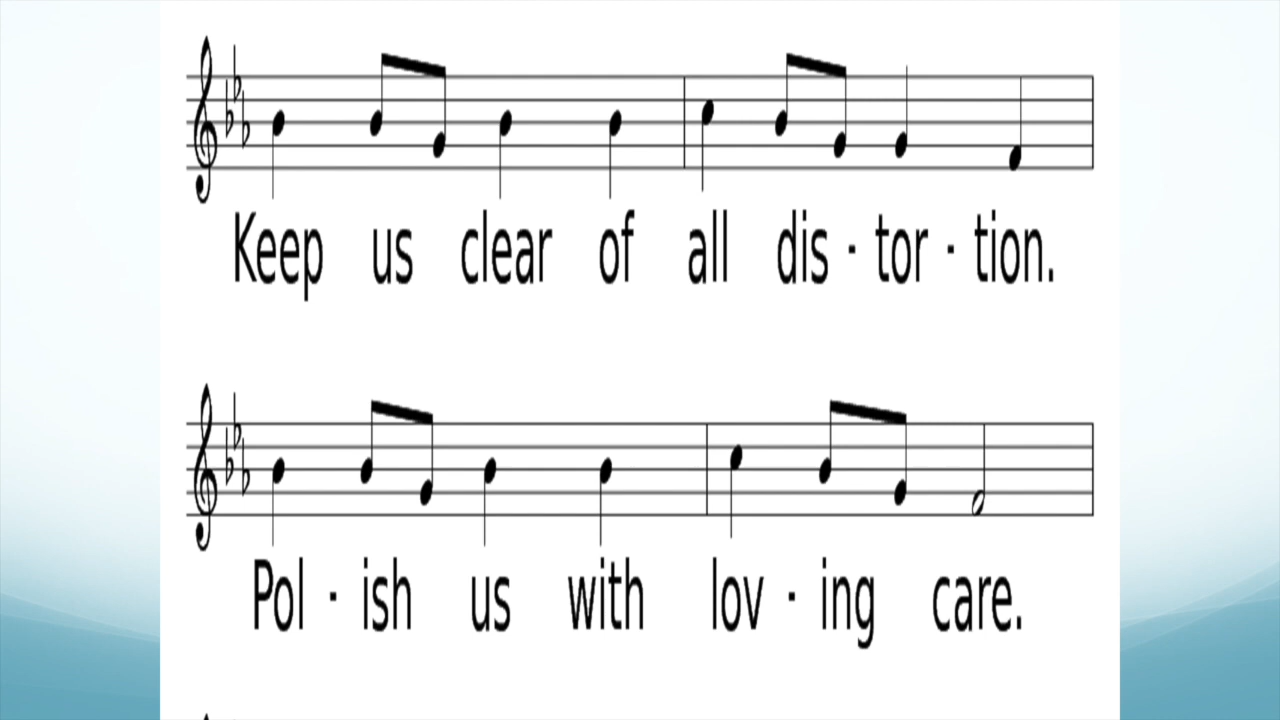 Keep us clear of all dis · tor · tion.
Pol · ish us with lov · ing care.